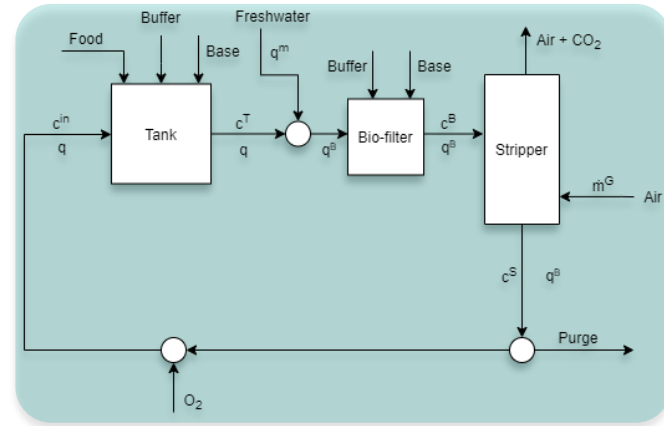 Buffer
Food
Base
Freshwater
q^m
Buffer
Base
Air + CO₂
c^in
q
Tank
c^T
q
q^B
Bio-filter
c^B
q^B
Stripper
ṁ^G
Air
c^S
q^B
Purge
O₂